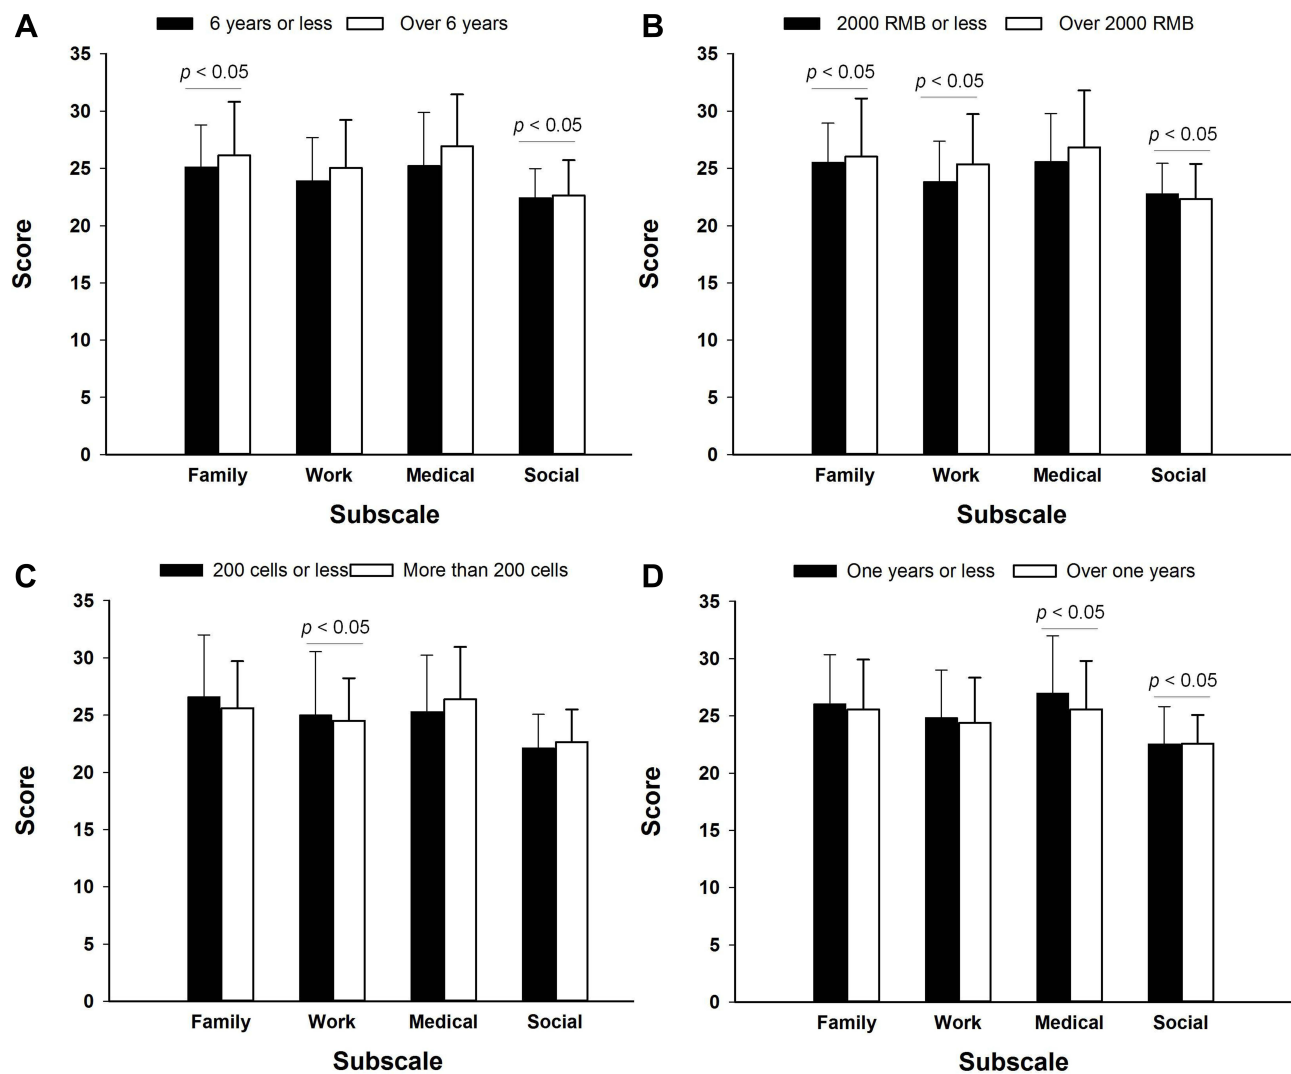 A
6 years or less Over 6 years
35
30
25
20
15
10
5
0
Score
p < 0.05
p < 0.05
Family Work Medical Social
Subscale
B
2000 RMB or less Over 2000 RMB
35
30
25
20
15
10
5
0
Score
p < 0.05
p < 0.05
p < 0.05
Family Work Medical Social
Subscale
C
200 cells or less More than 200 cells
35
30
25
20
15
10
5
0
Score
p < 0.05
Family Work Medical Social
Subscale
D
One years or less Over one years
35
30
25
20
15
10
5
0
Score
p < 0.05
p < 0.05
Family Work Medical Social
Subscale